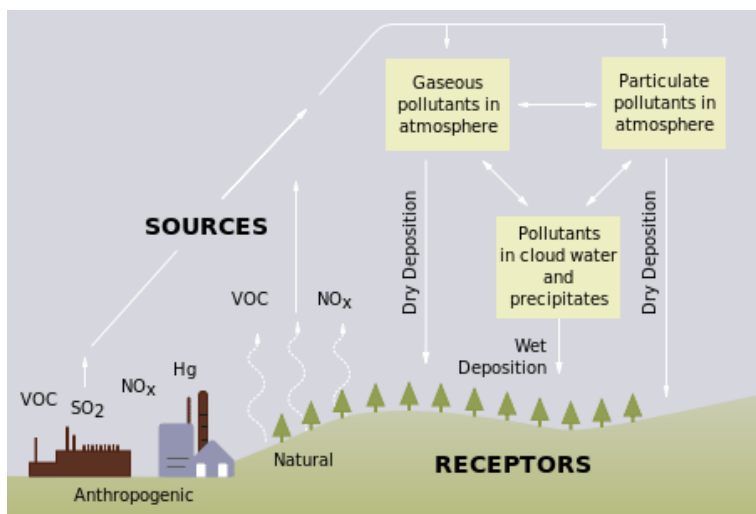 Gaseous
pollutants in
atmosphere
Particulate
pollutants in
atmosphere
SOURCES
Dry Deposition
Pollutants
in cloud water
and
precipitates
Dry Deposition
VOC
NOx
Wet
Deposition
VOC
SO2
NOx
Hg
Natural
RECEPTORS
Anthropogenic